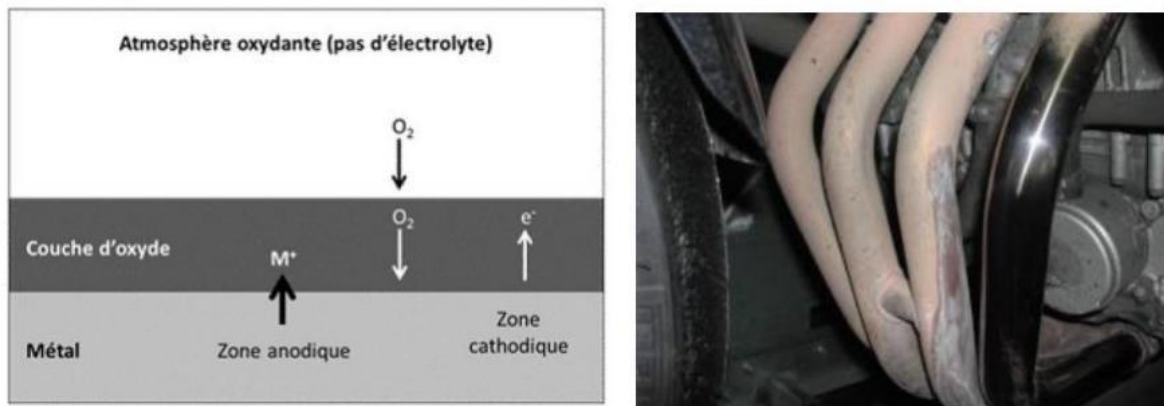 Atmosphère oxydante (pas d'électrolyte)
O₂
O₂
e⁻
Couche d'oxyde
M⁺
Zone
cathodique
Métal
Zone anodique